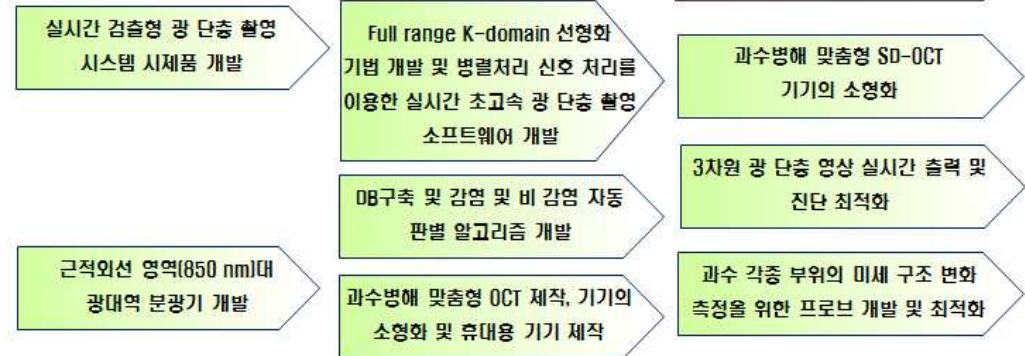 실시간 검출형 광 단층 촬영
시스템 시제품 개발
근적외선 영역(850 nm)대
광대역 분광기 개발
Full range K-domain 선형화
기법 개발 및 병렬처리 신호 처리를
이용한 실시간 초고속 광 단층 촬영
소프트웨어 개발
DB구축 및 감염 및 비 감염 자동
판별 알고리즘 개발
과수병해 맞춤형 OCT 제작, 기기의
소형화 및 휴대용 기기 제작
과수병해 맞춤형 SD-OCT
기기의 소형화
3차원 광 단층 영상 실시간 출력 및
진단 최적화
과수 각종 부위의 미세 구조 변화
측정을 위한 프로브 개발 및 최적화